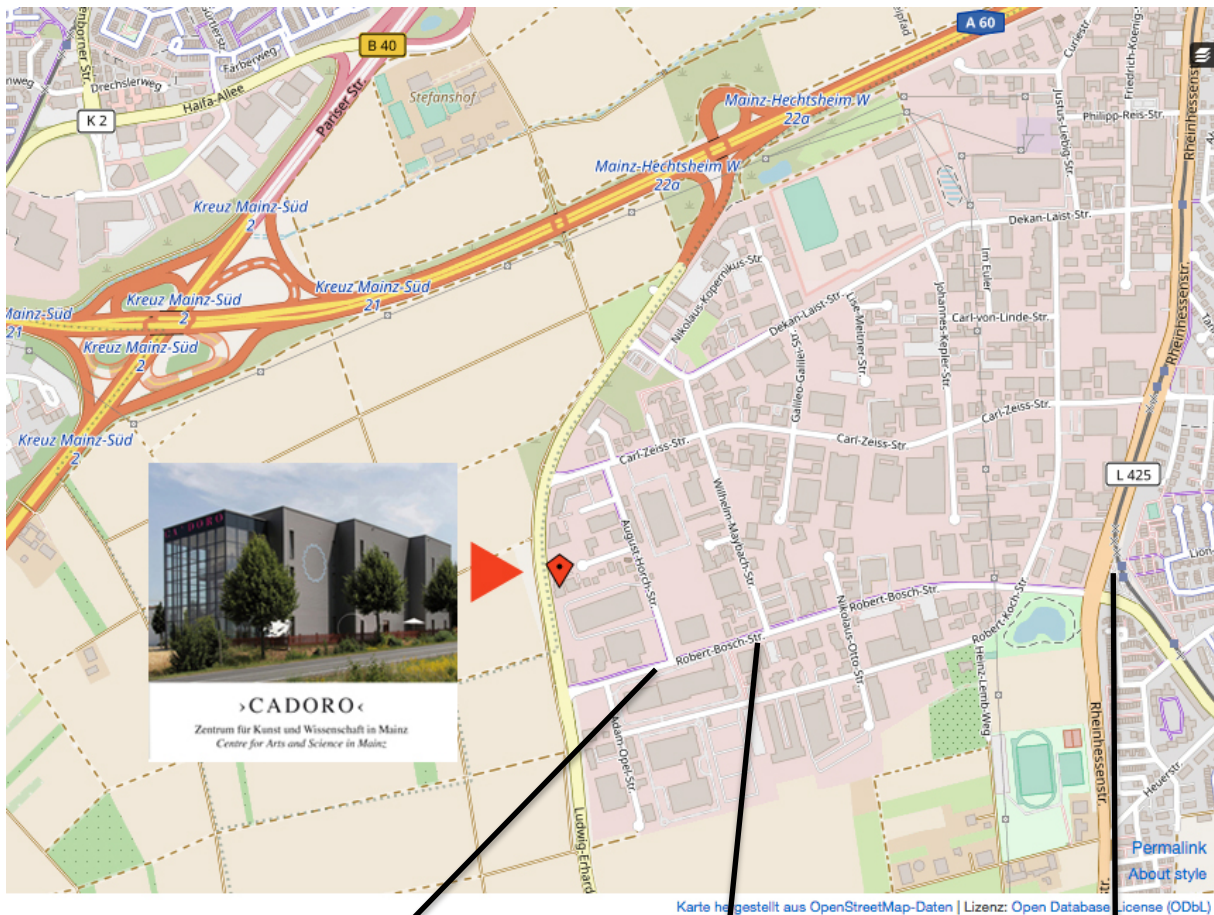 A 60
B 40
K 2
Drechslerweg
Färberweg
Haifa-Allee
Pariser Str.
Stefanshof
Curiestr.
Justus-Liebig-Str.
Philipp-Reis-Str.
Rheinhessenstr.
Mainz-Hechtsheim W
22a
Mainz-Hechtsheim W
22a
Kreuz Mainz-Süd
2
Dekan-Laist-Str.
Nikolaus-Kopernikus-Str.
Im Euler
Kreuz Mainz-Süd
21
Kreuz Mainz-Süd
2
Mainz-Süd
21
Kreuz Mainz-Süd
2
Dekan-Laist-Str.
Lise-Meitner-Str.
Johannes-Kepler-Str.
Carl-von-Linde-Str.
Rheinhessenstr.
Galileo-Galilei-Str.
Kreuz Mainz-Süd
2
Carl-Zeiss-Str.
Carl-Zeiss-Str.
Carl-Zeiss-Str.
L 425
Wilhelm-Maybach-Str.
August-Horch-Str.
CADORO
Robert-Bosch-Str.
Robert-Bosch-Str.
Nikolaus-Otto-Str.
Robert-Koch-Str.
Heinz-Lemb-Weg
›CADORO‹
Zentrum für Kunst und Wissenschaft in Mainz
Centre for Arts and Science in Mainz
Adam-Opel-Str.
Rheinhessenstr.
Heuerstr.
Ludwig-Erhard
Permalink
About style
Karte hergestellt aus OpenStreetMap-Daten | Lizenz: Open Database License (ODbL)